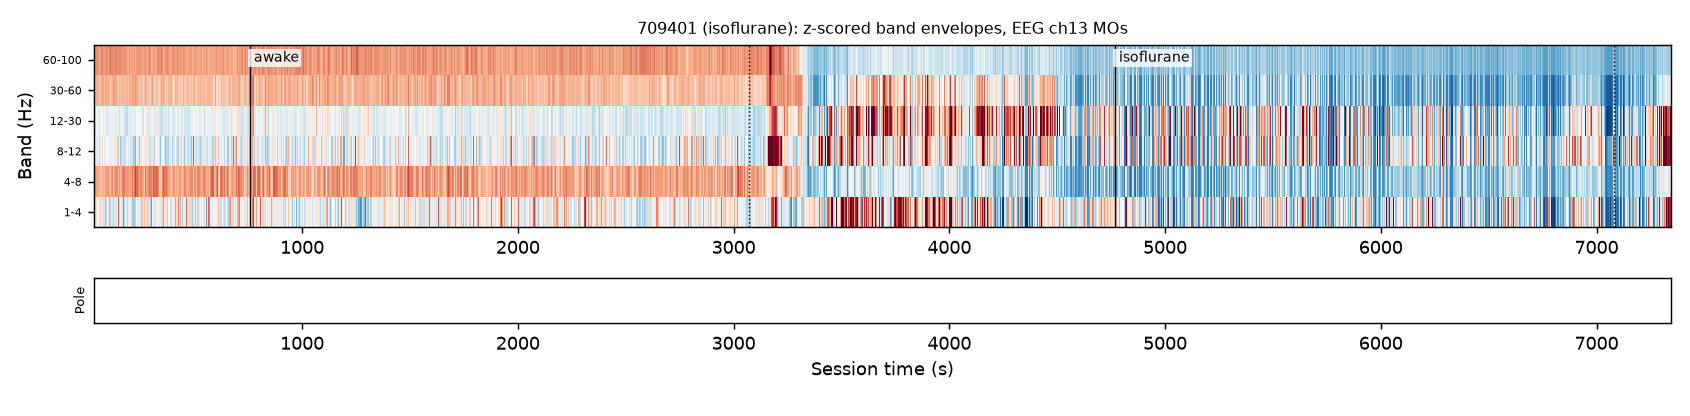 709401 (isoflurane): z-scored band envelopes, EEG ch13 MOs
Band (Hz)
60-100
30-60
12-30
8-12
4-8
1-4
awake
isoflurane
1000 2000 3000 4000 5000 6000 7000
Pole
1000 2000 3000 4000 5000 6000 7000
Session time (s)